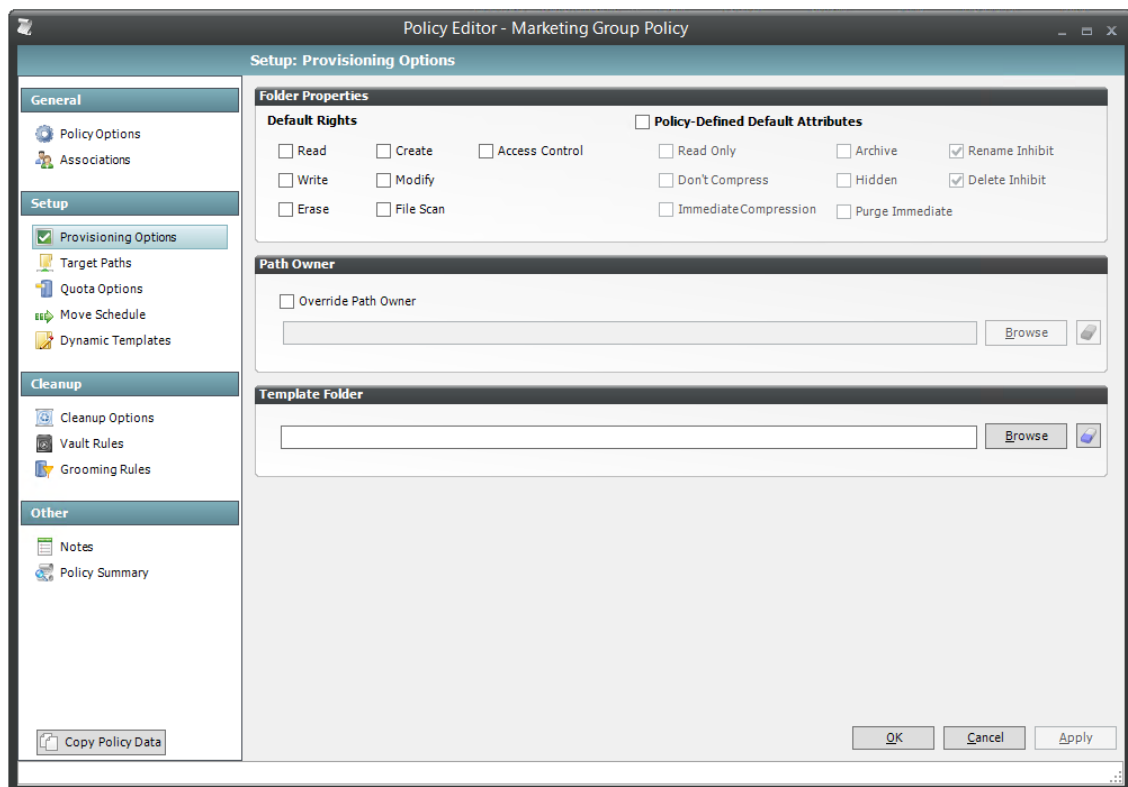 Policy Editor - Marketing Group Policy
Setup: Provisioning Options
General
Policy Options
Associations
Setup
Provisioning Options
Target Paths
Quota Options
Move Schedule
Dynamic Templates
Cleanup
Cleanup Options
Vault Rules
Grooming Rules
Other
Notes
Policy Summary
Copy Policy Data
Folder Properties
Default Rights
Read Create Access Control
Write Modify
Erase File Scan
Policy-Defined Default Attributes
Read Only Archive Rename Inhibit
Don't Compress Hidden Delete Inhibit
Immediate Compression Purge Immediate
Path Owner
Override Path Owner
Browse
Template Folder
Browse
OK Cancel Apply